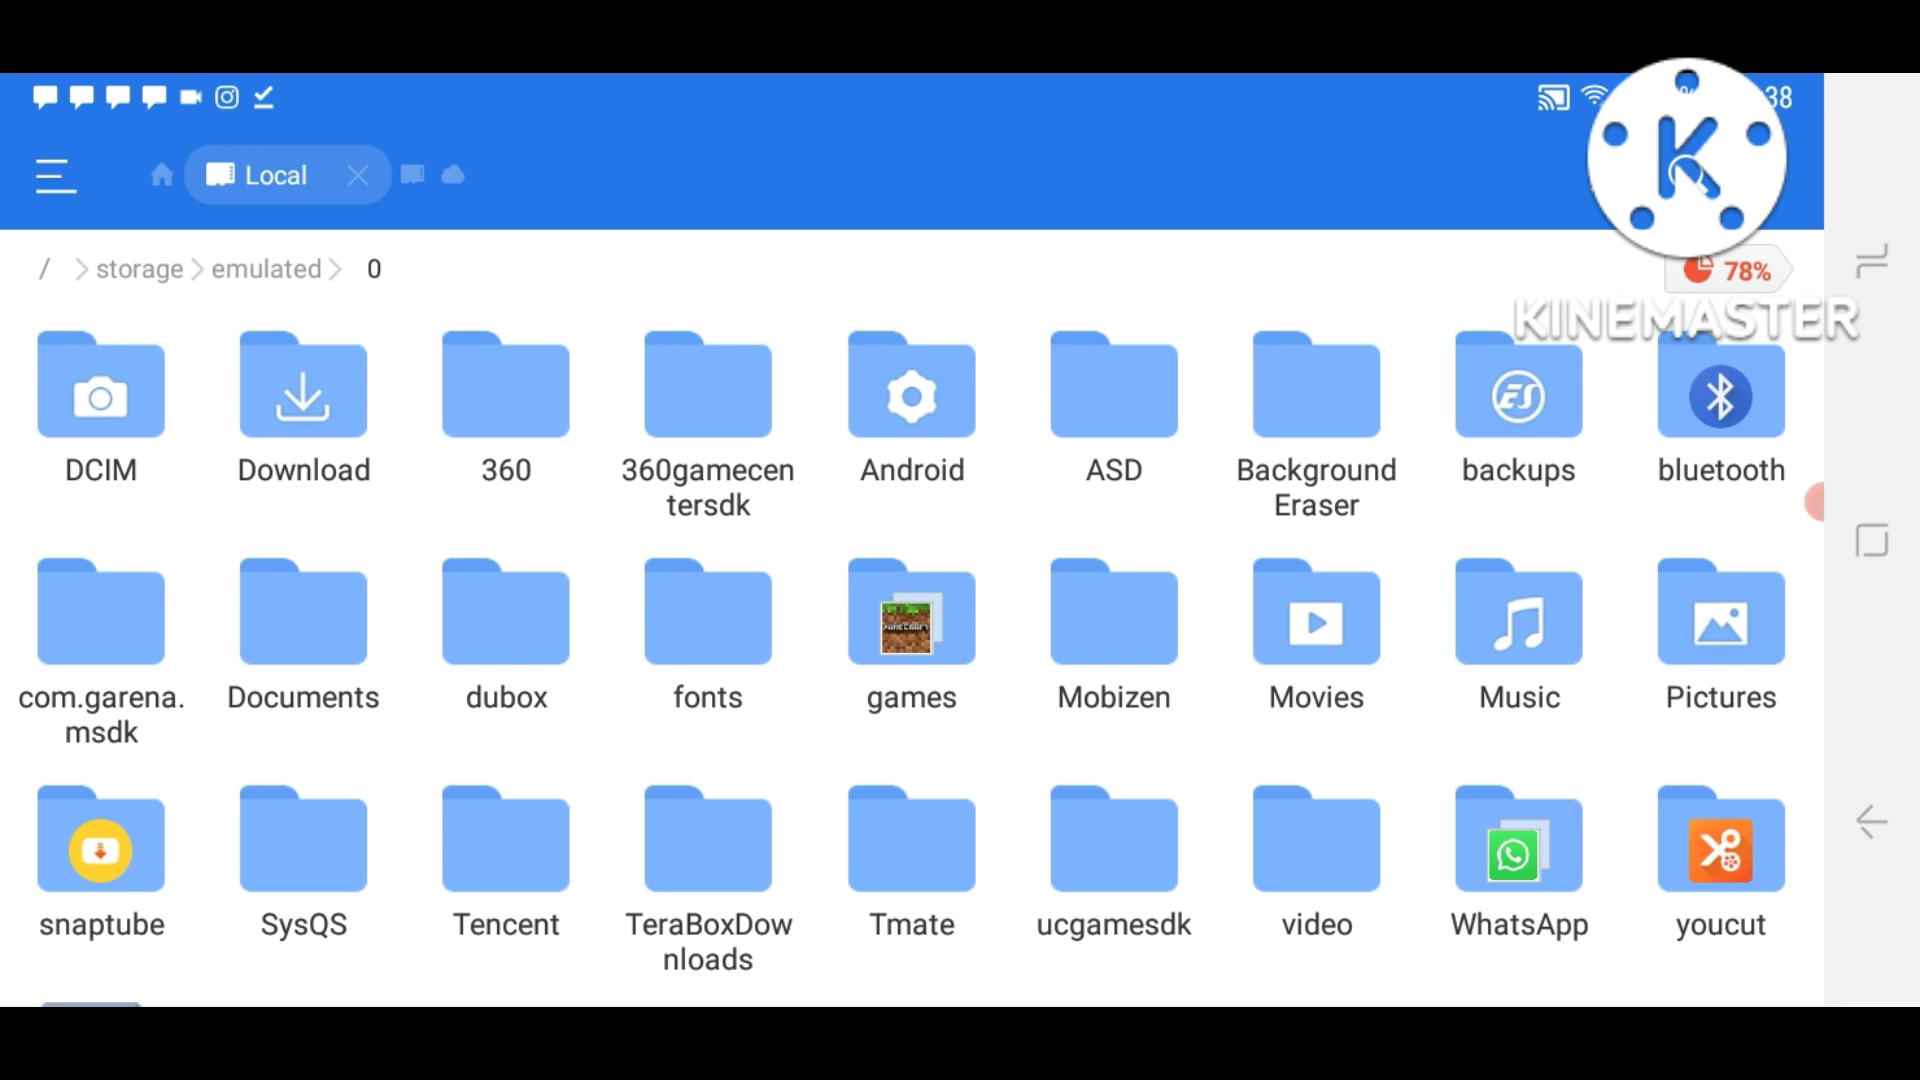 38
Local
/ storage emulated 0
78%
KINEMASTER
DCIM
Download
360
360gamecen
tersdk
Android
ASD
Background
Eraser
backups
bluetooth
com.garena.
msdk
Documents
dubox
fonts
games
Mobizen
Movies
Music
Pictures
snaptube
SysQS
Tencent
TeraBoxDow
nloads
Tmate
ucgamesdk
video
WhatsApp
youcut